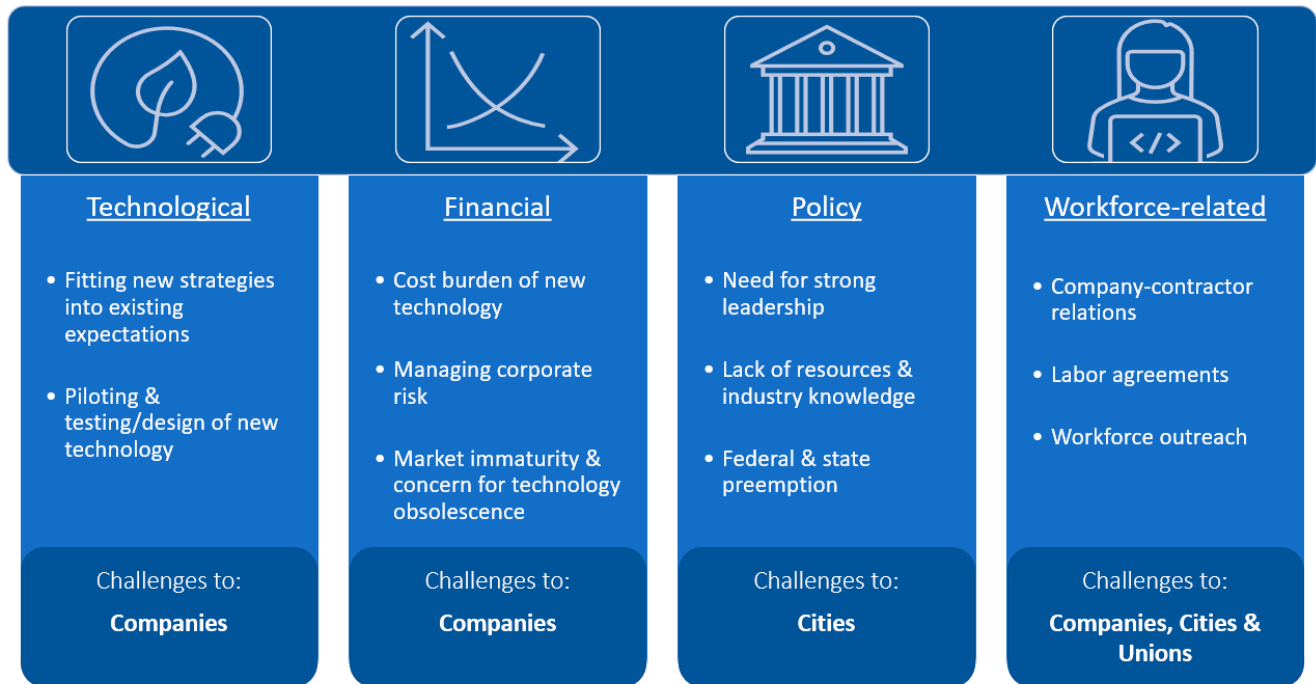 </>
Technological
• Fitting new strategies
into existing
expectations
• Piloting &
testing/design of new
technology
Challenges to:
Companies
Financial
• Cost burden of new
technology
• Managing corporate
risk
• Market immaturity &
concern for technology
obsolescence
Challenges to:
Companies
Policy
• Need for strong
leadership
• Lack of resources &
industry knowledge
• Federal & state
preemption
Challenges to:
Cities
Workforce-related
• Company-contractor
relations
• Labor agreements
• Workforce outreach
Challenges to:
Companies, Cities &
Unions